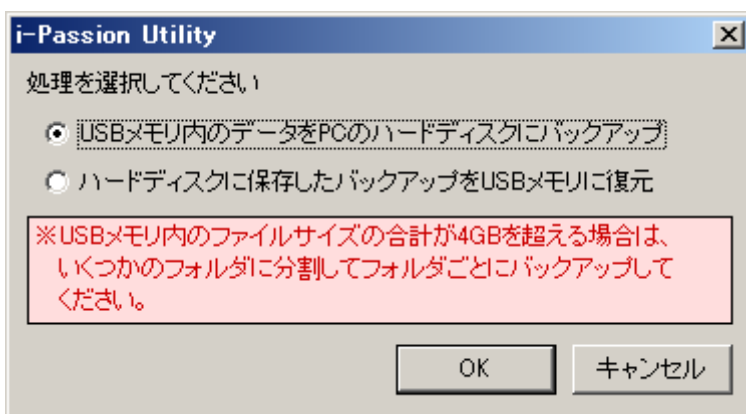 i-Passion Utility
処理を選択してください
USBメモリ内のデータをPCのハードディスクにバックアップ
ハードディスクに保存したバックアップをUSBメモリに復元
※USBメモリ内のファイルサイズの合計が4GBを超える場合は、
いくつかのフォルダに分割してフォルダごとにバックアップして
ください。
OK
キャンセル